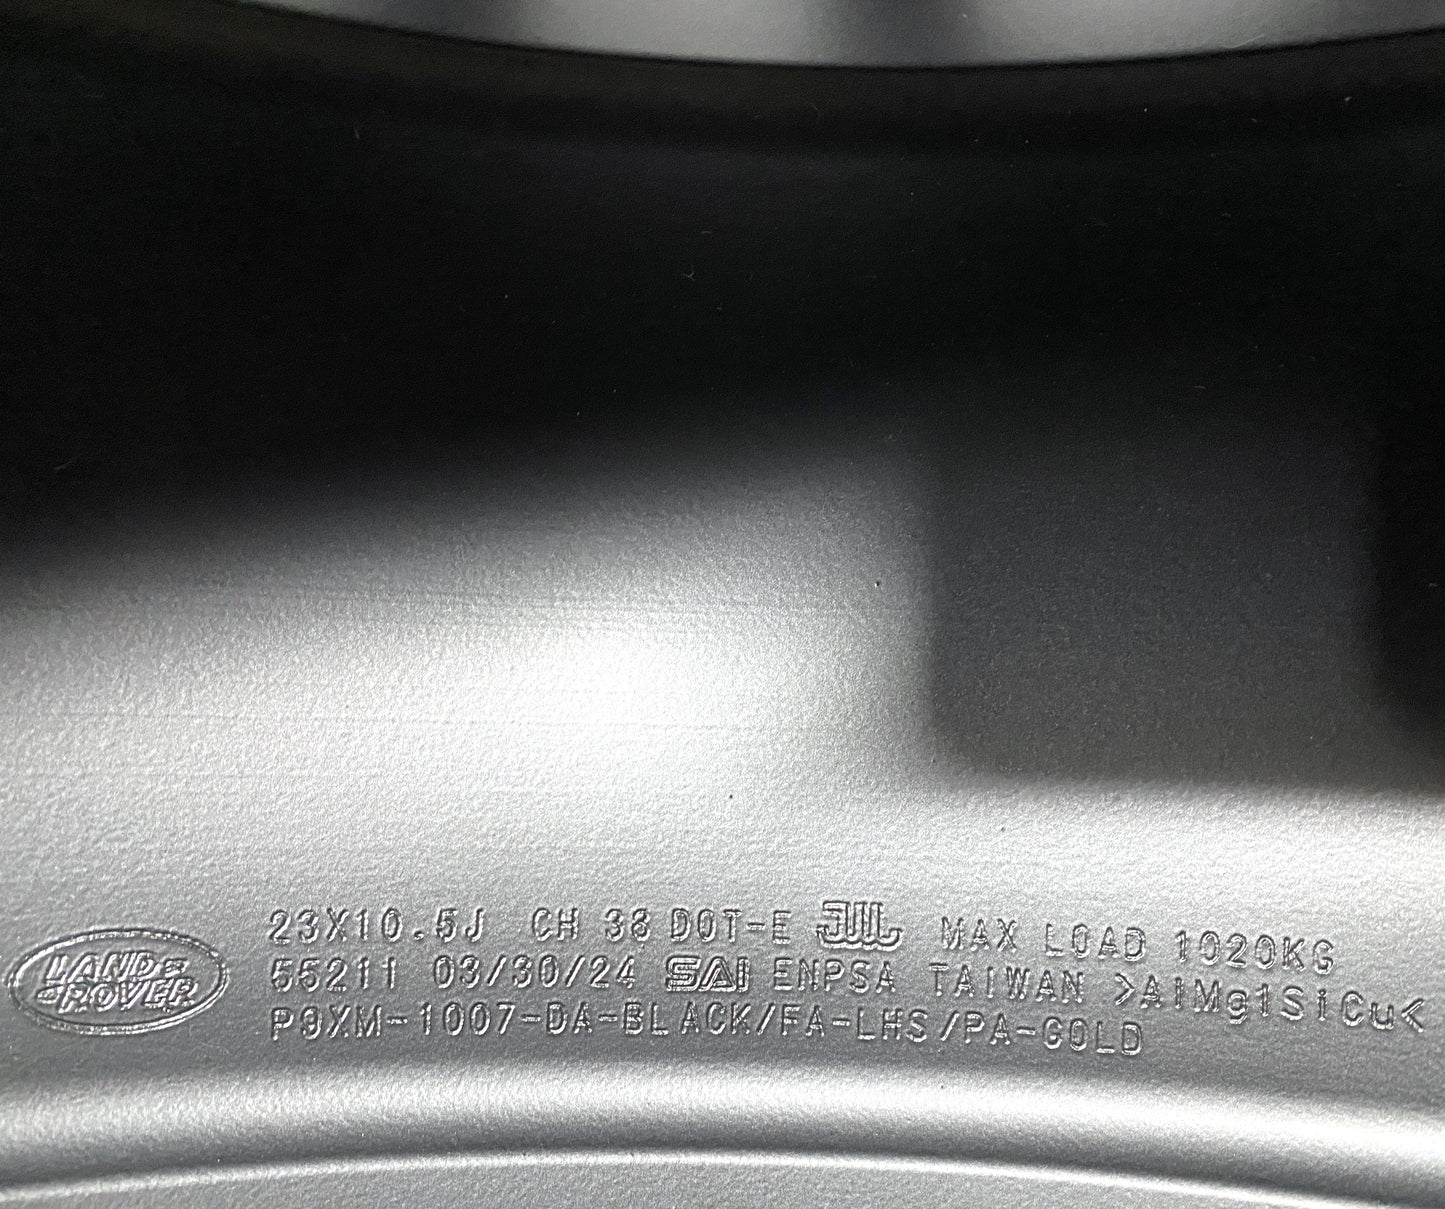 LAND ROVER
23X10.5J CH 38 DOT-E JWL MAX LOAD 1020KG
55211 03/30/24 SAI ENPSA TAIWAN >AlMg1SiCu<
P9XM-1007-DA-BLACK/FA-LHS/PA-GOLD